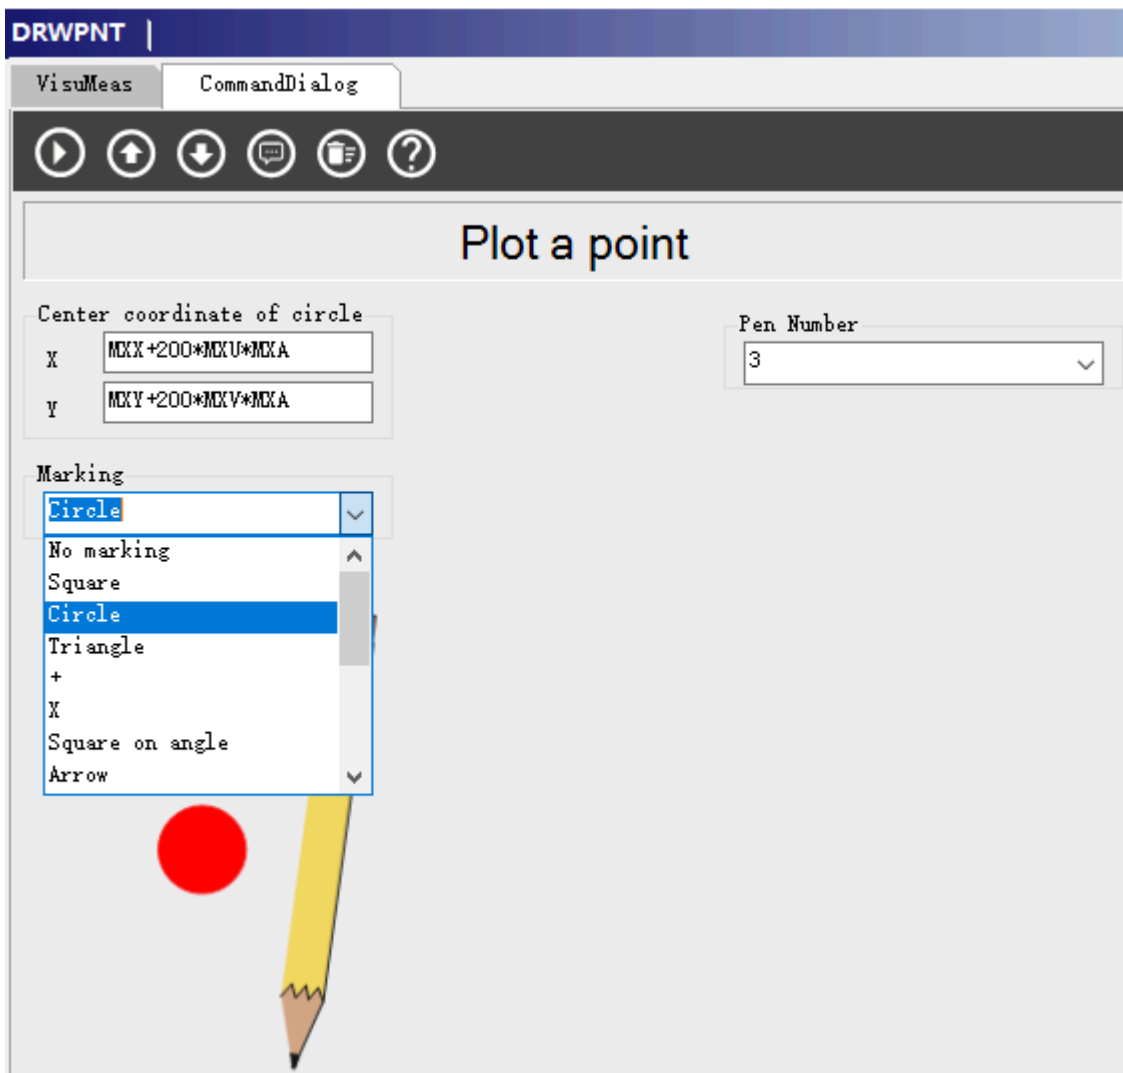 DRWPNT
VisuMeas
CommandDialog
Plot a point
Center coordinate of circle
X
MXX+200*MXU*MXA
Y
MXY+200*MXV*MXA
Pen Number
3
Marking
Circle
No marking
Square
Circle
Triangle
+
X
Square on angle
Arrow